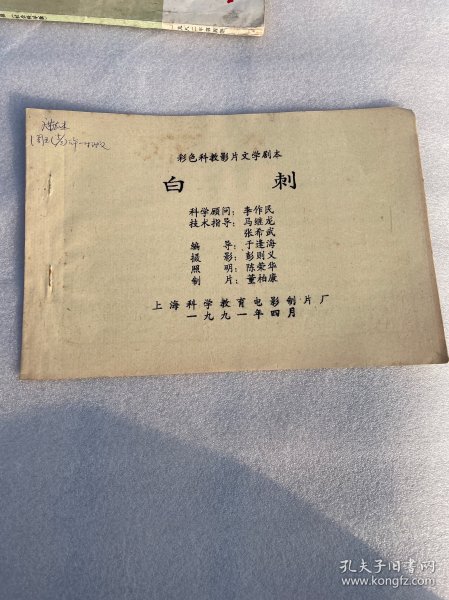 彩色科教影片文学剧本
白 刺
科学顾问：李作民
技术指导：马继龙
张希武
编 导：于逢海
摄 影：彭则义
照 明：陈荣华
制 片：董柏康
上海科学教育电影制片厂
一九九一年四月
孔夫子旧书网
www.kongfz.com